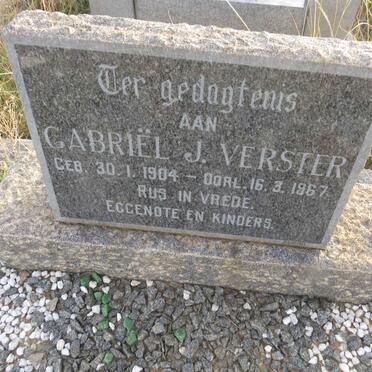 Ter gedagtenis
AAN
GABRIËL J. VERSTER
GEB. 30.1.1904 – OORL. 16.3.1967
RUS IN VREDE.
EGGENOTE EN KINDERS.